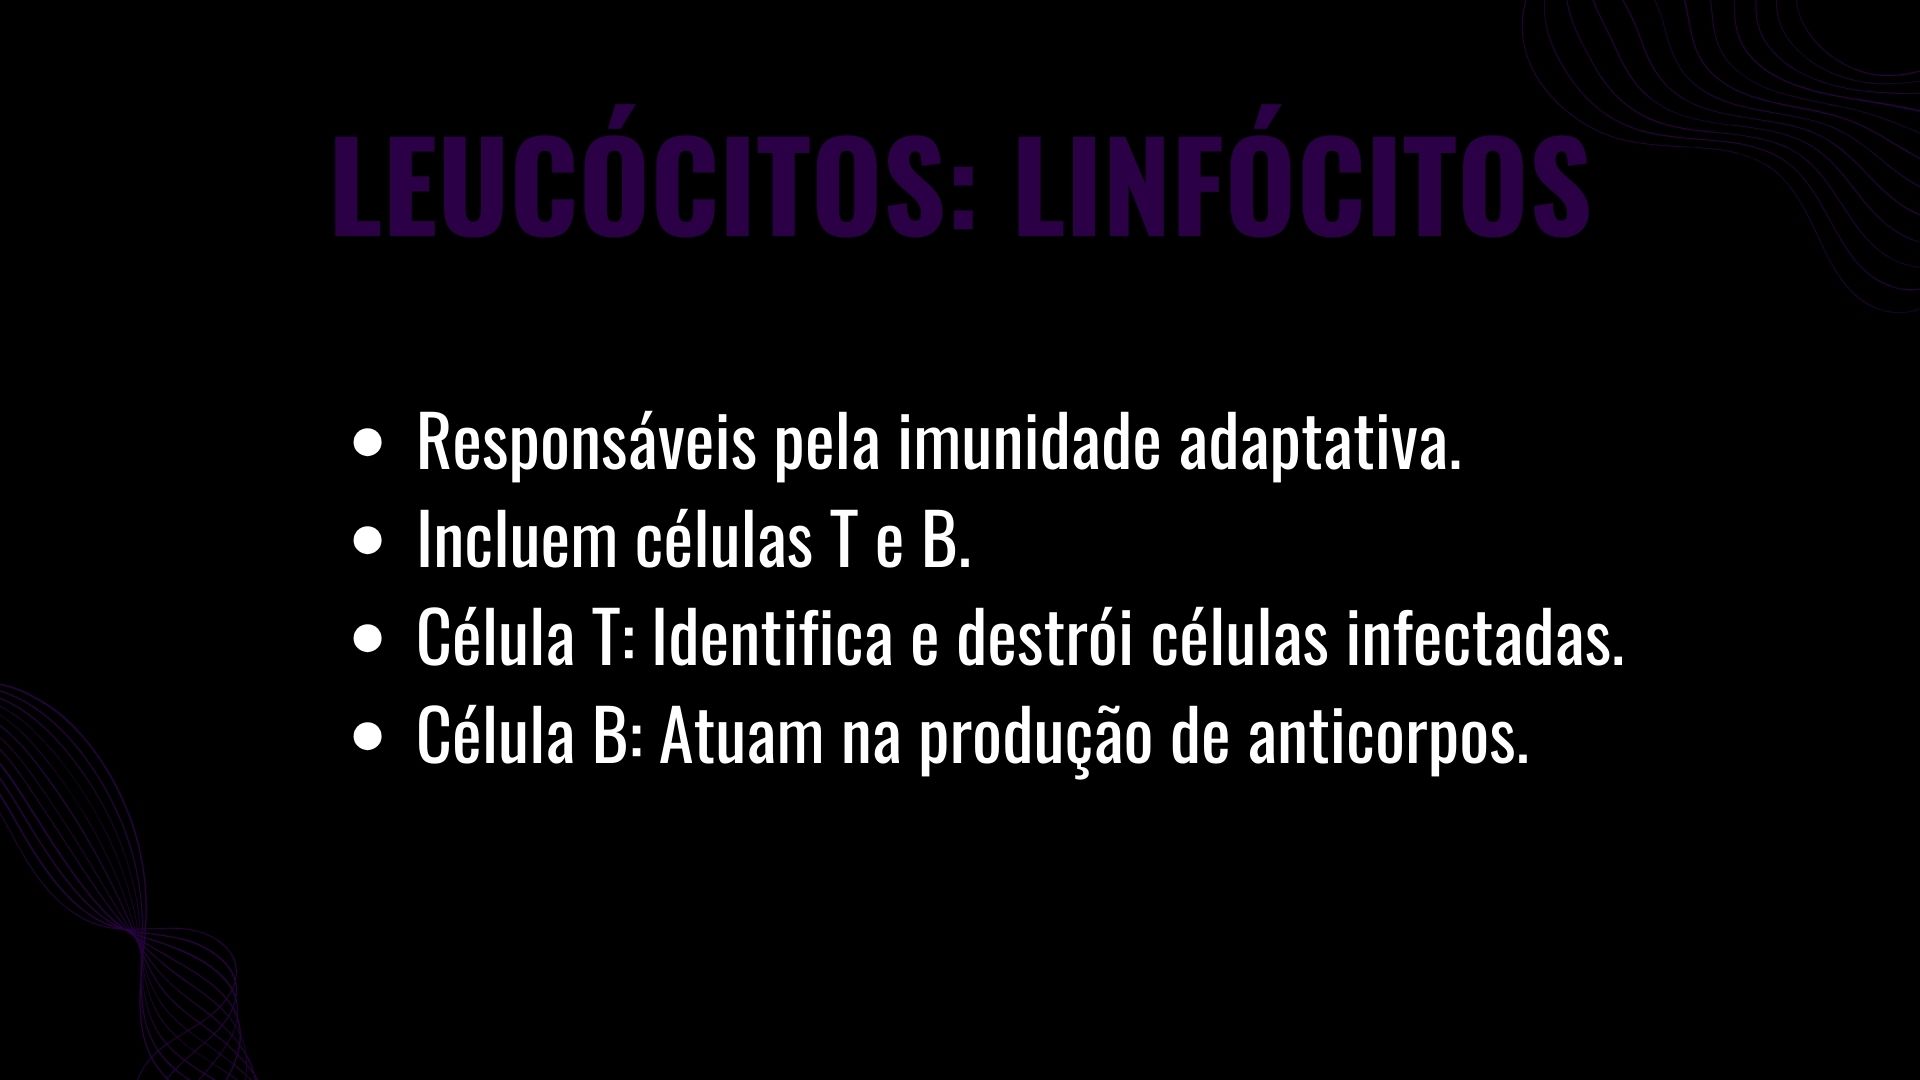 LEUCÓCITOS: LINFÓCITOS
• Responsáveis pela imunidade adaptativa.
• Incluem células T e B.
• Célula T: Identifica e destrói células infectadas.
• Célula B: Atuam na produção de anticorpos.